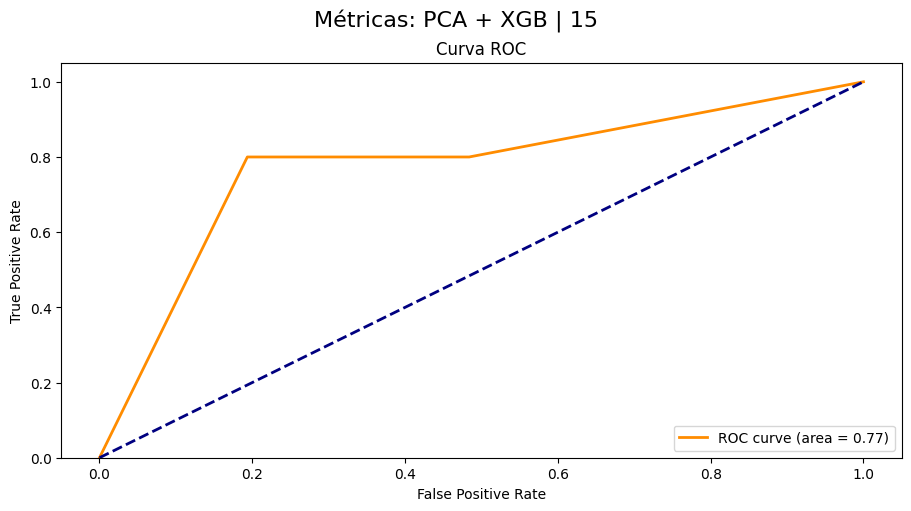 Métricas: PCA + XGB | 15
Curva ROC
True Positive Rate
1.0
0.8
0.6
0.4
0.2
0.0
0.0
0.2
0.4
0.6
0.8
1.0
False Positive Rate
ROC curve (area = 0.77)